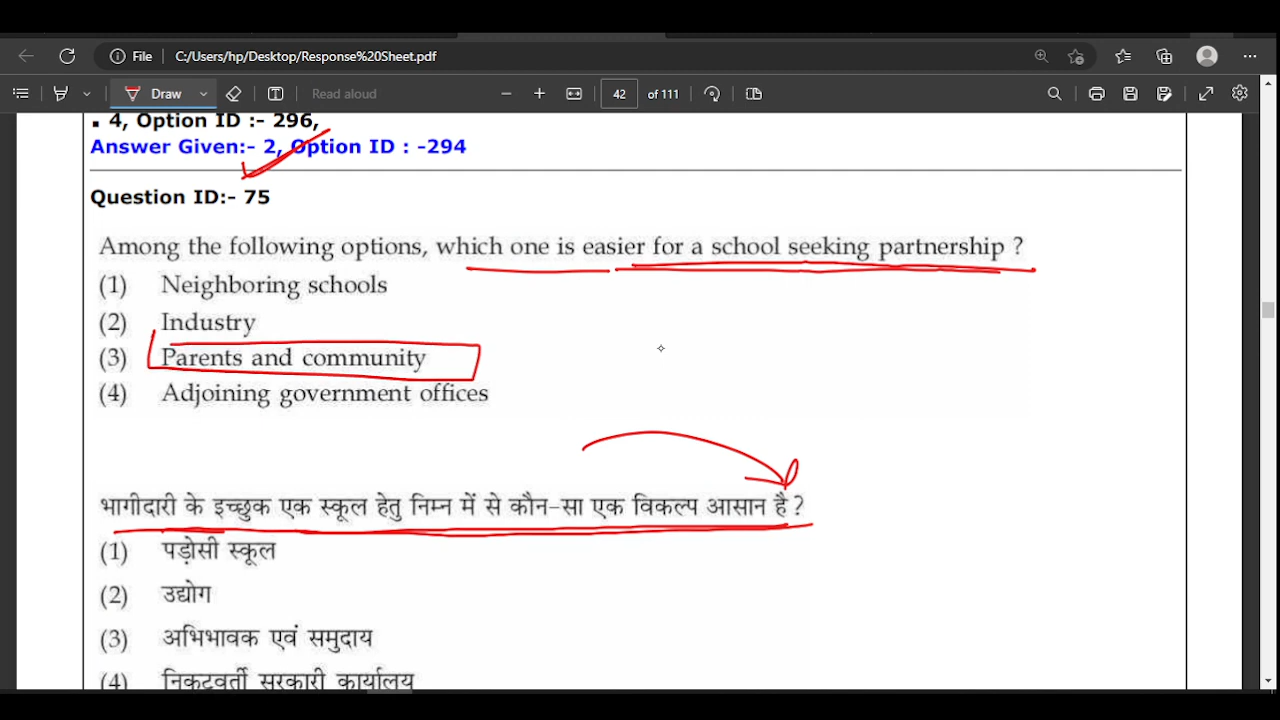 File C:/Users/hp/Desktop/Response%20Sheet.pdf
Draw Read aloud 42 of 111
▪ 4, Option ID :- 296,
Answer Given:- 2, Option ID : -294
Question ID:- 75
Among the following options, which one is easier for a school seeking partnership ?
(1) Neighboring schools
(2) Industry
(3) Parents and community
(4) Adjoining government offices
भागीदारी के इच्छुक एक स्कूल हेतु निम्न में से कौन-सा एक विकल्प आसान है ?
(1) पड़ोसी स्कूल
(2) उद्योग
(3) अभिभावक एवं समुदाय
(4) निकटवर्ती सरकारी कार्यालय